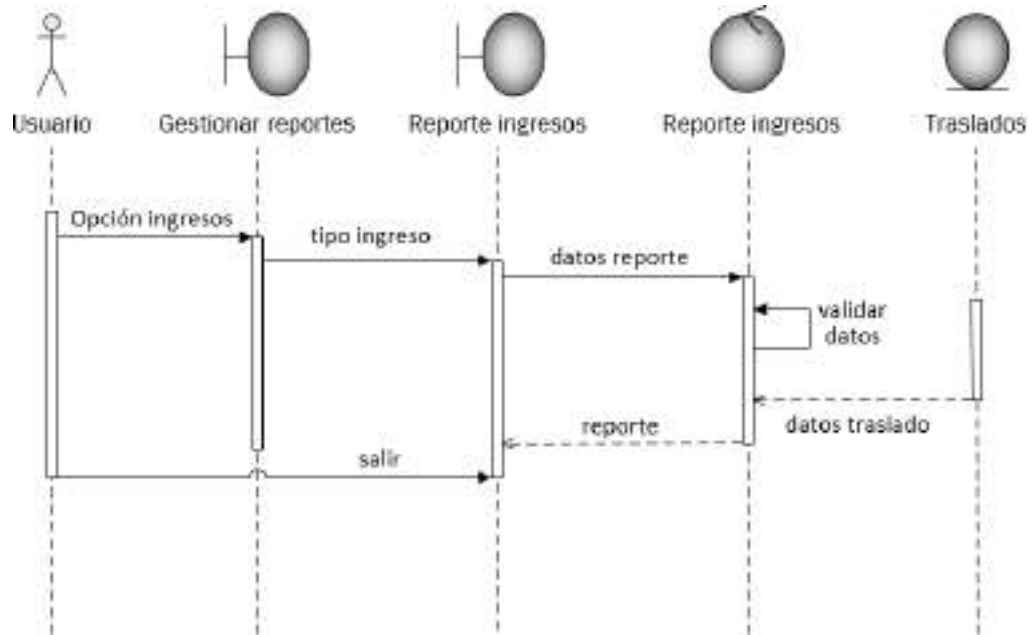 Usuario
Gestionar reportes
Reporte ingresos
Reporte ingresos
Traslados
Opción ingresos
tipo ingreso
datos reporte
validar
datos
datos traslado
reporte
salir